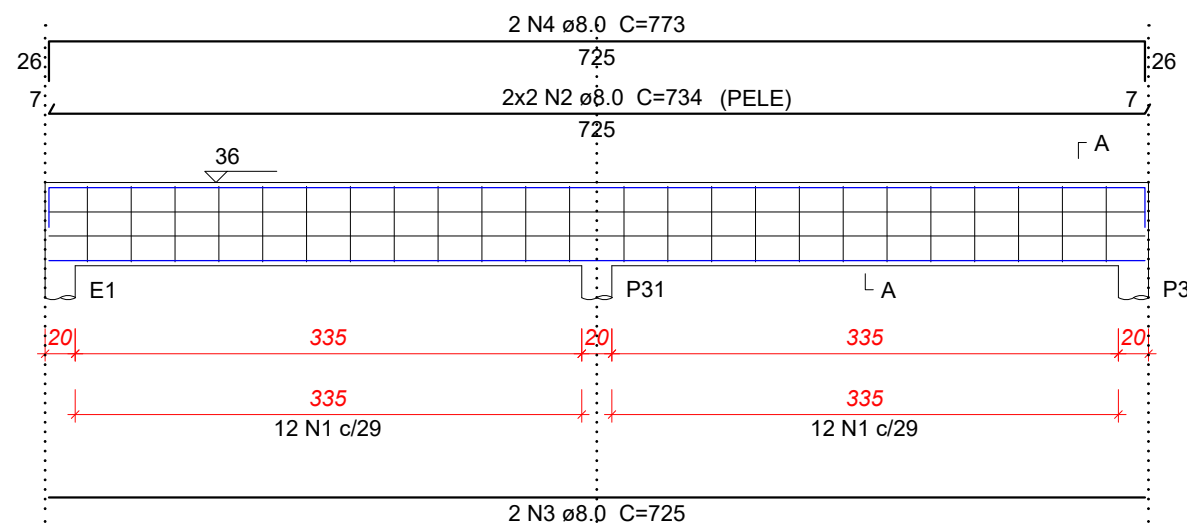 2 N4 ø8.0 C=773
26 725 26
7 2x2 N2 ø8.0 C=734 (PELE) 7
725
A
36
E1 P31 A P3
20 335 20 335 20
335 335
12 N1 c/29 12 N1 c/29
2 N3 ø8.0 C=725